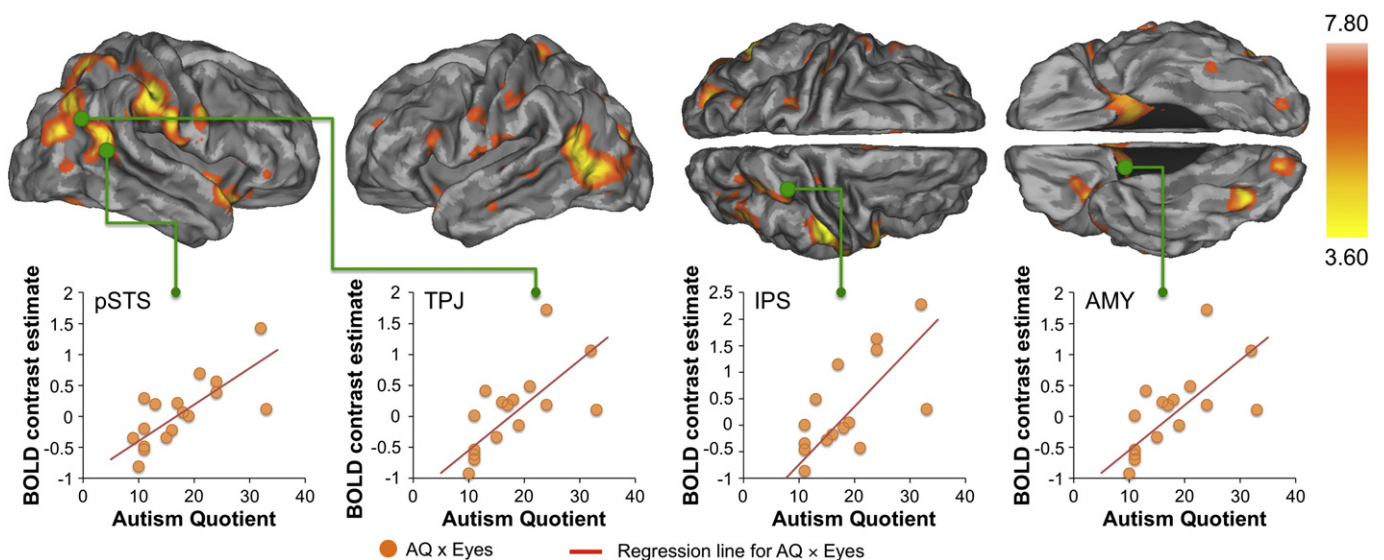 7.80
3.60
pSTS
BOLD contrast estimate
2
1.5
1
0.5
0
-0.5
-1
0 10 20 30 40
Autism Quotient
TPJ
BOLD contrast estimate
2
1.5
1
0.5
0
-0.5
-1
0 10 20 30 40
Autism Quotient
IPS
BOLD contrast estimate
2.5
2
1.5
1
0.5
0
-0.5
-1
0 10 20 30 40
Autism Quotient
AMY
BOLD contrast estimate
2
1.5
1
0.5
0
-0.5
-1
0 10 20 30 40
Autism Quotient
AQ x Eyes
Regression line for AQ × Eyes